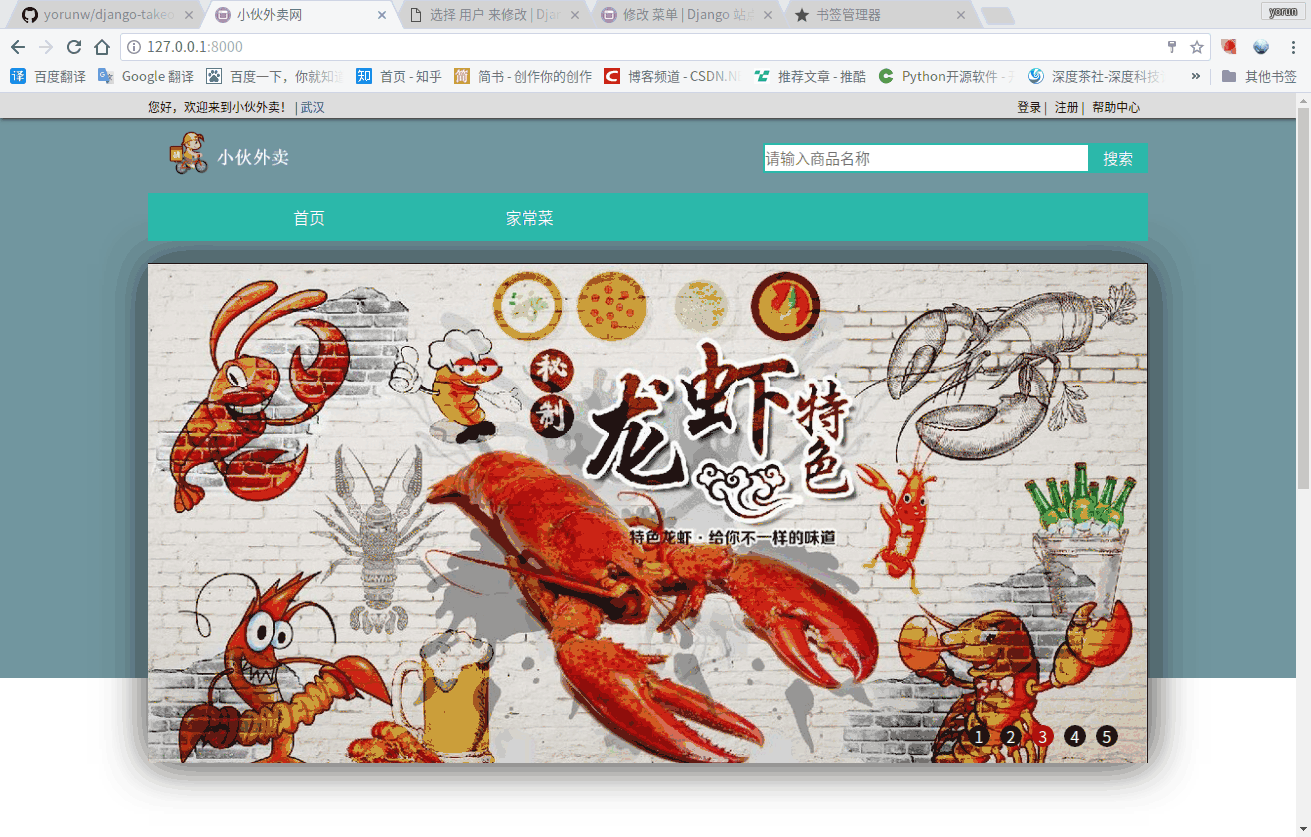 yorunw/django-takeo
小伙外卖网
选择 用户 来修改 | Djan
修改 菜单 | Django 站点
书签管理器
yorun
127.0.0.1:8000
百度翻译
Google 翻译
百度一下，你就知道
首页 - 知乎
简书 - 创作你的创作
博客频道 - CSDN.N
推荐文章 - 推酷
Python开源软件 - 开
深度茶社-深度科技
»
其他书签
您好，欢迎来到小伙外卖！ | 武汉
登录 | 注册 | 帮助中心
小伙外卖
请输入商品名称
搜索
首页
家常菜
秘制
龙虾特色
特色龙虾 · 给你不一样的味道
1 2 3 4 5